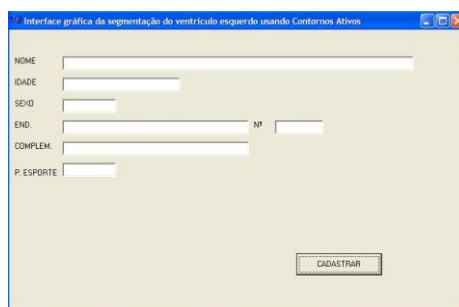 Interface gráfica da segmentação do ventrículo esquerdo usando Contornos Ativos
NOME
IDADE
SEXO
END. Nº
COMPLEM.
P. ESPORTE
CADASTRAR